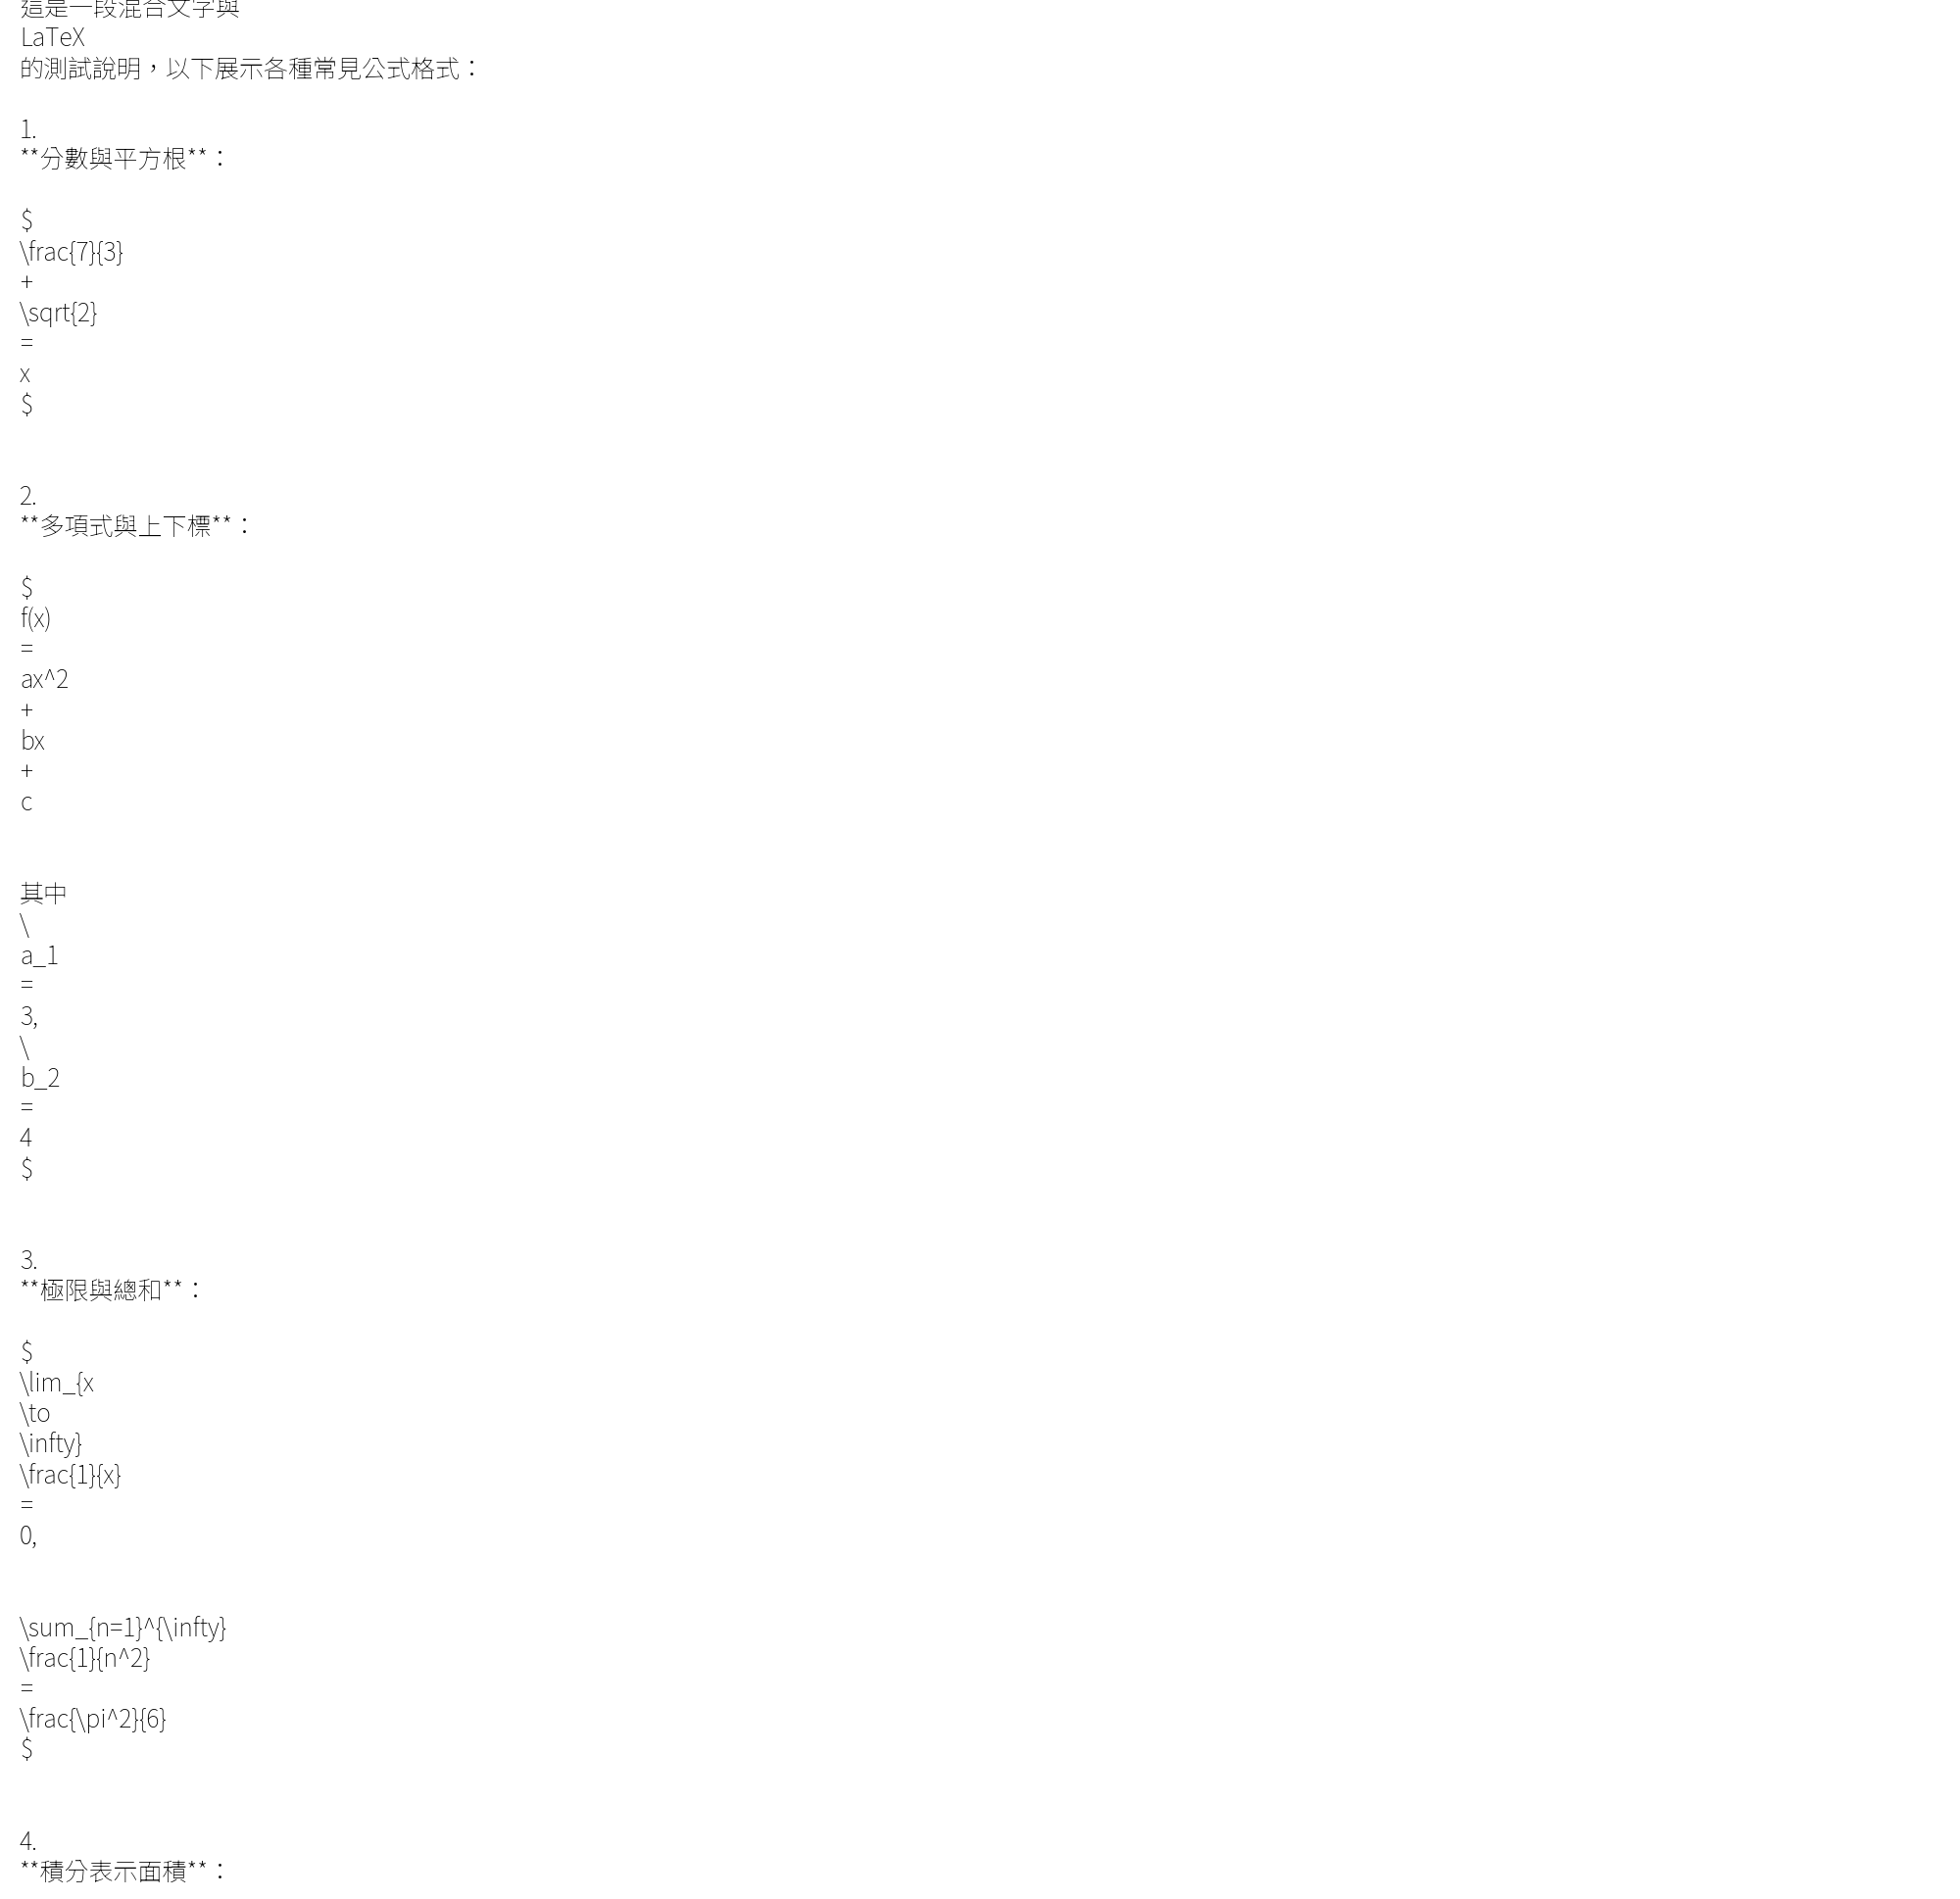 這是一段混合文字與
LaTeX
的測試說明，以下展示各種常見公式格式：
1.
**分數與平方根**：
$
\frac{7}{3}
+
\sqrt{2}
=
x
$
2.
**多項式與上下標**：
$
f(x)
=
ax^2
+
bx
+
c
其中
\
a_1
=
3,
\
b_2
=
4
$
3.
**極限與總和**：
$
\lim_{x
\to
\infty}
\frac{1}{x}
=
0,
\sum_{n=1}^{\infty}
\frac{1}{n^2}
=
\frac{\pi^2}{6}
$
4.
**積分表示面積**：